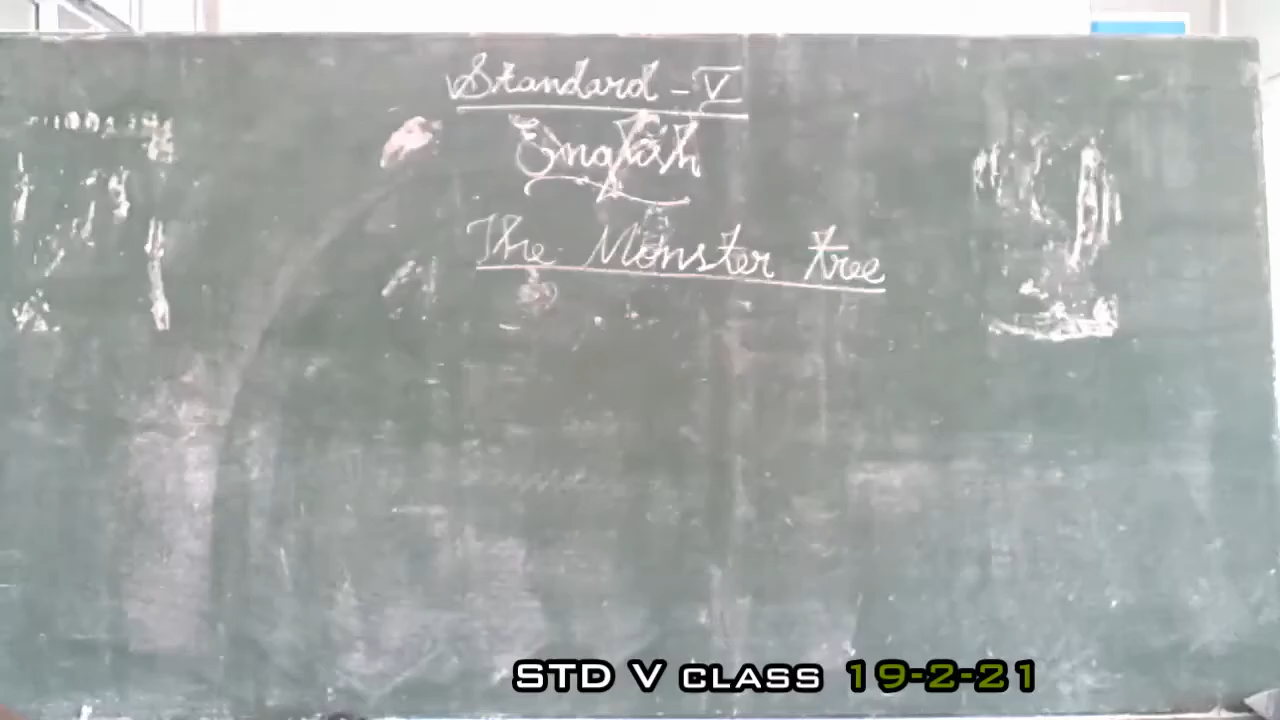 Standard - V
English
The Monster tree
STD V CLASS 19-2-21